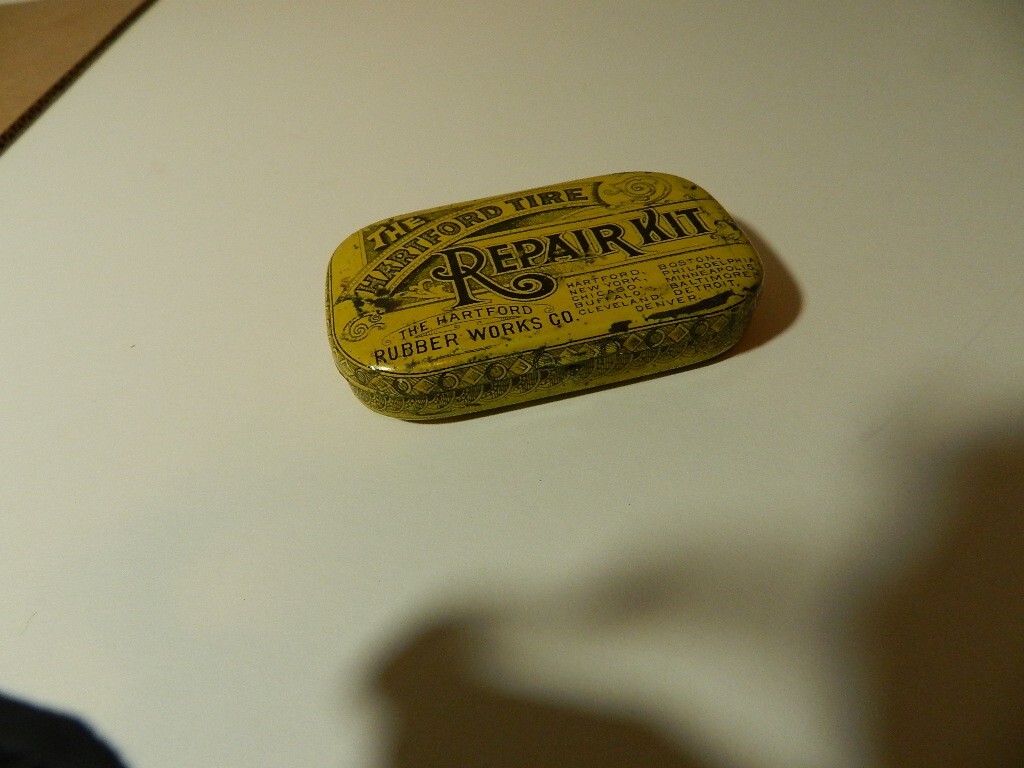 THE
HARTFORD TIRE
REPAIR KIT
THE HARTFORD
RUBBER WORKS CO.
HARTFORD, BOSTON,
NEW YORK, PHILADELPHIA
CHICAGO, MINNEAPOLIS,
BUFFALO, BALTIMORE,
CLEVELAND, DETROIT,
DENVER.